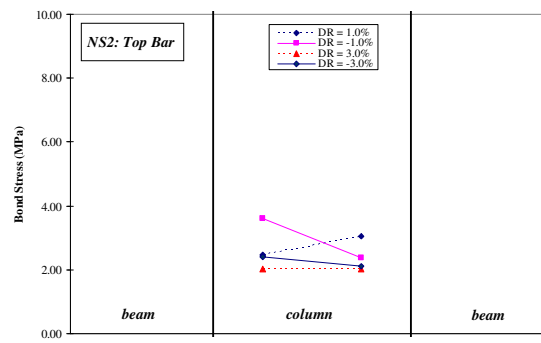 10.00
NS2: Top Bar
DR = 1.0%
DR = -1.0%
DR = 3.0%
DR = -3.0%
8.00
6.00
Bond Stress (MPa)
4.00
2.00
beam column beam
0.00